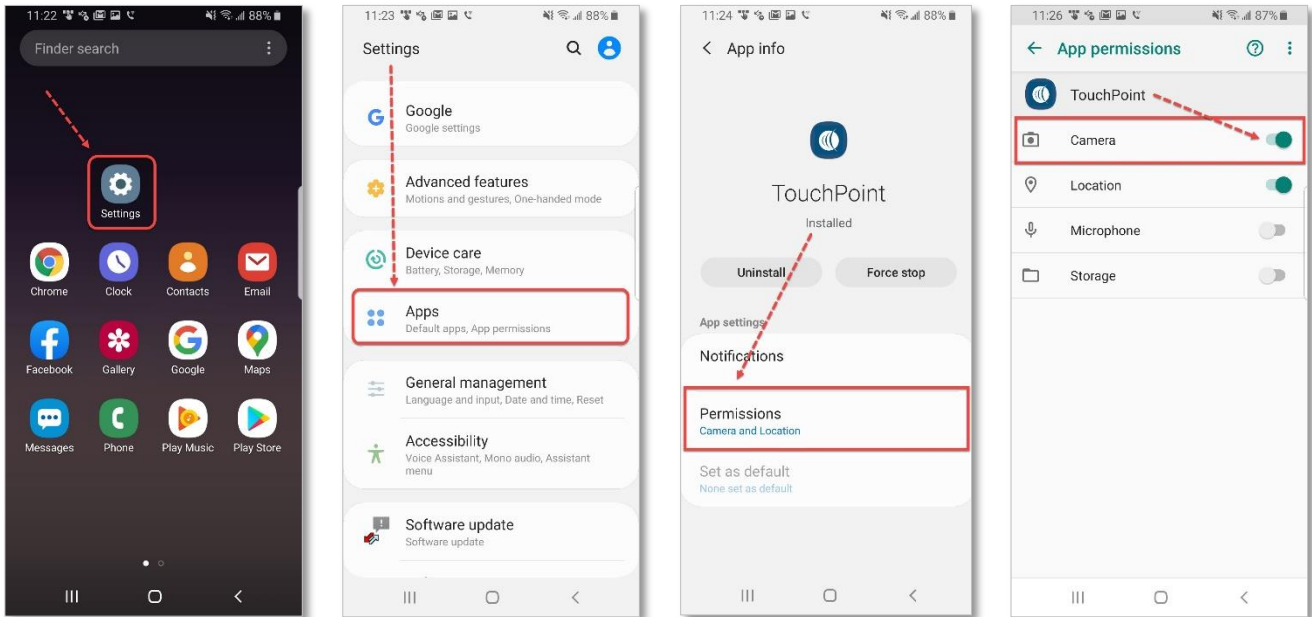 11:22 88%
Finder search
Settings
Chrome Clock Contacts Email
Facebook Gallery Google Maps
Messages Phone Play Music Play Store
11:23 88%
Settings
Google
Google settings
Advanced features
Motions and gestures, One-handed mode
Device care
Battery, Storage, Memory
Apps
Default apps, App permissions
General management
Language and input, Date and time, Reset
Accessibility
Voice Assistant, Mono audio, Assistant
menu
Software update
Software update
11:24 88%
App info
TouchPoint
Installed
Uninstall Force stop
App settings
Notifications
Permissions
Camera and Location
Set as default
None set as default
11:26 87%
App permissions
TouchPoint
Camera
Location
Microphone
Storage